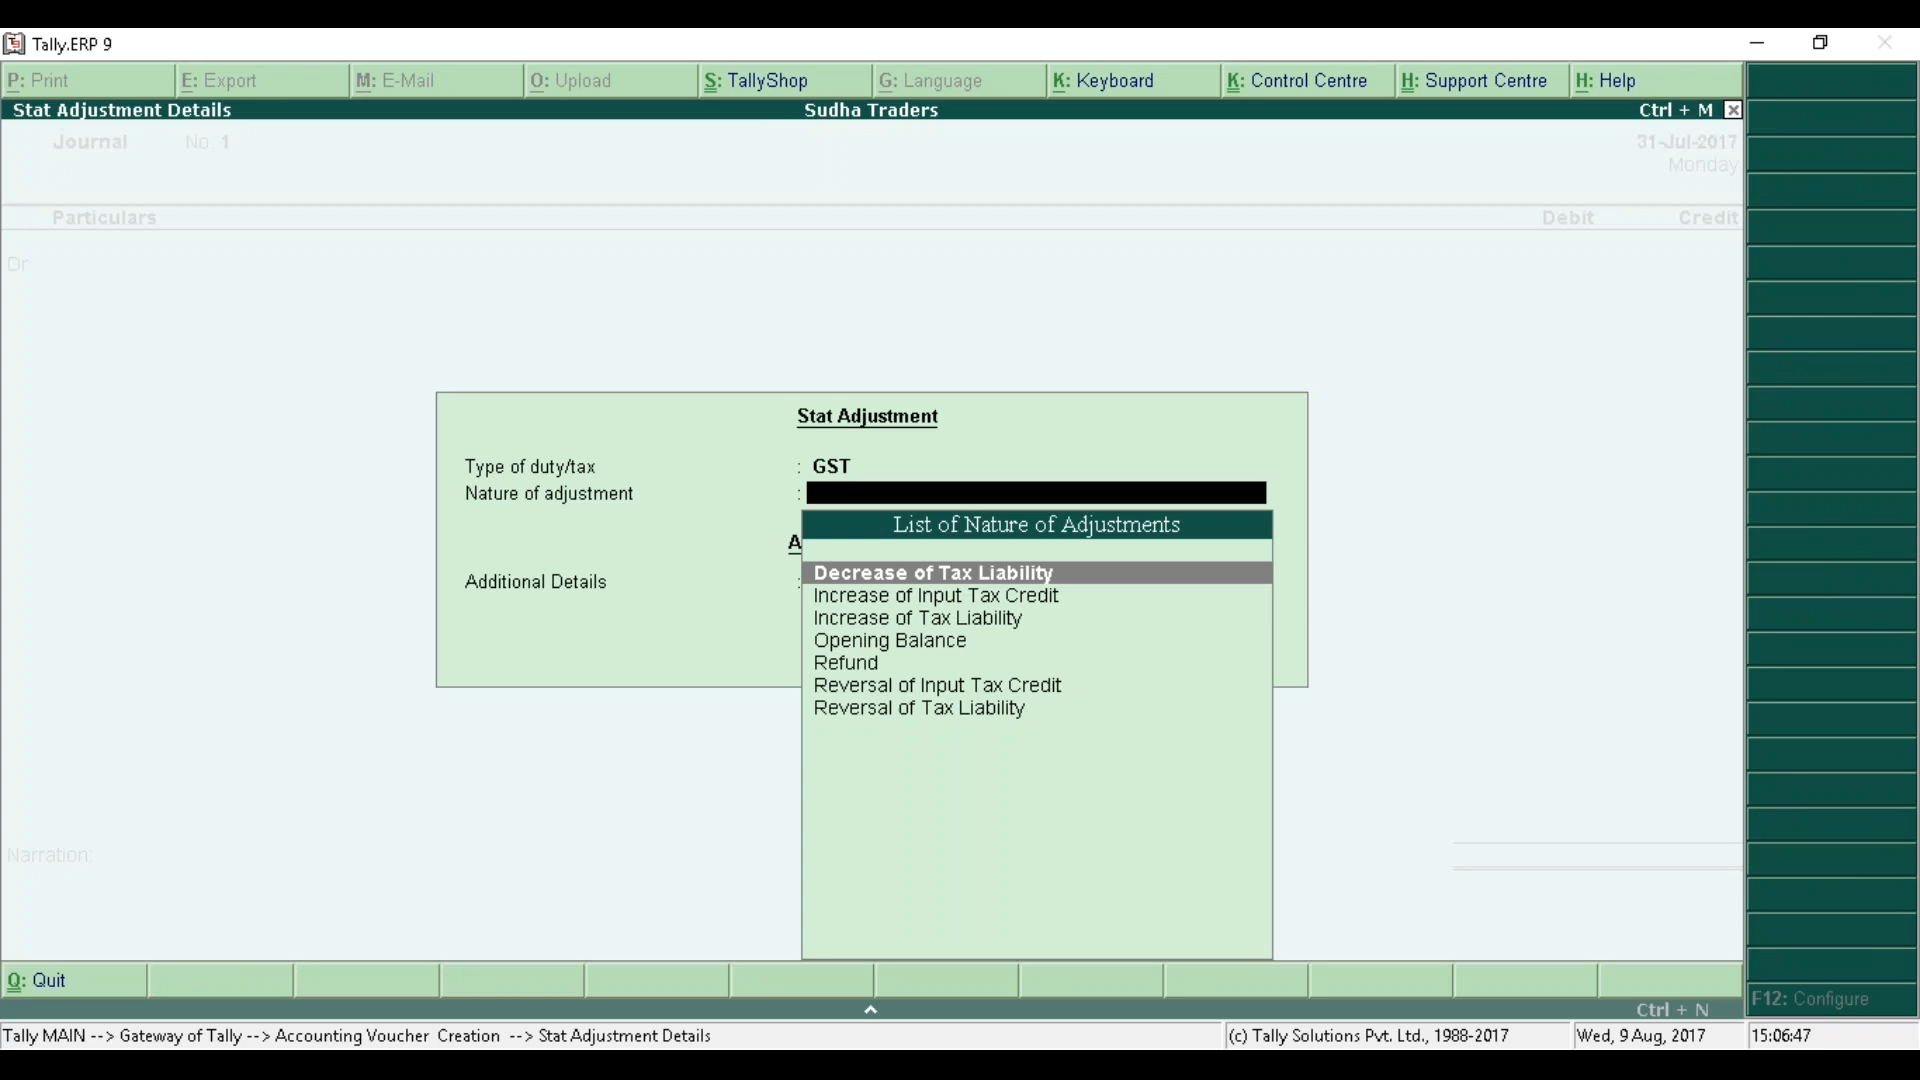 Tally.ERP 9
P: Print E: Export M: E-Mail O: Upload S: TallyShop G: Language K: Keyboard K: Control Centre H: Support Centre H: Help
Stat Adjustment Details Sudha Traders Ctrl + M
Journal No. 1 31-Jul-2017
Monday
Particulars Debit Credit
Dr
Stat Adjustment
Type of duty/tax : GST
Nature of adjustment :
List of Nature of Adjustments
A
Decrease of Tax Liability
Additional Details :
Increase of Input Tax Credit
Increase of Tax Liability
Opening Balance
Refund
Reversal of Input Tax Credit
Reversal of Tax Liability
Narration:
Q: Quit
F12: Configure
Ctrl + N
Tally MAIN --> Gateway of Tally --> Accounting Voucher Creation --> Stat Adjustment Details (c) Tally Solutions Pvt. Ltd., 1988-2017 Wed, 9 Aug, 2017 15:06:47